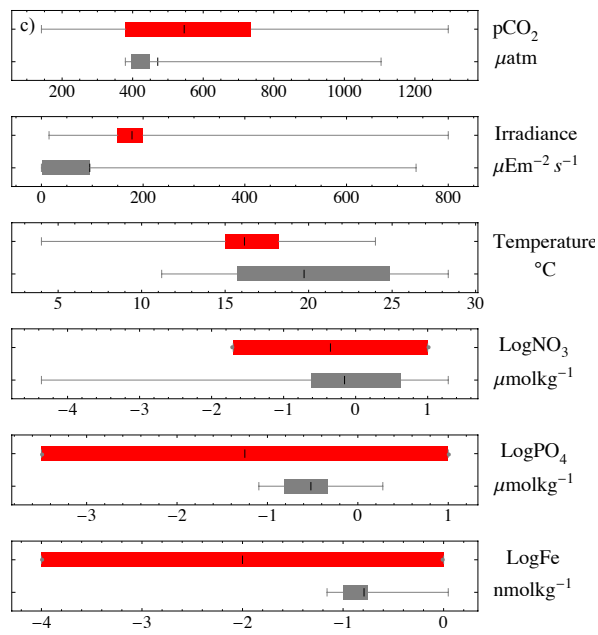 c)
pCO₂
μatm
200 400 600 800 1000 1200
Irradiance
μEm⁻² s⁻¹
0 200 400 600 800
Temperature
°C
5 10 15 20 25 30
LogNO₃
μmolkg⁻¹
−4 −3 −2 −1 0 1
LogPO₄
μmolkg⁻¹
−3 −2 −1 0 1
LogFe
nmolkg⁻¹
−4 −3 −2 −1 0